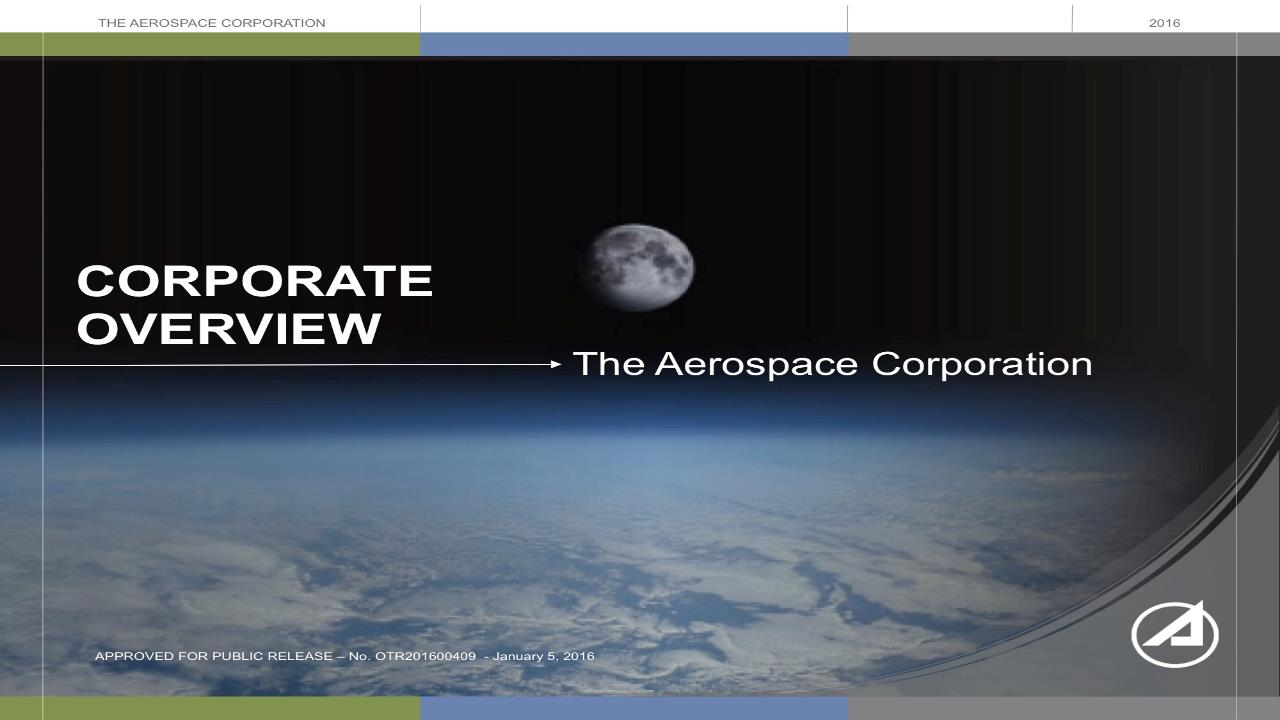 THE AEROSPACE CORPORATION
2016
CORPORATE
OVERVIEW
The Aerospace Corporation
APPROVED FOR PUBLIC RELEASE – No. OTR201600409 - January 5, 2016